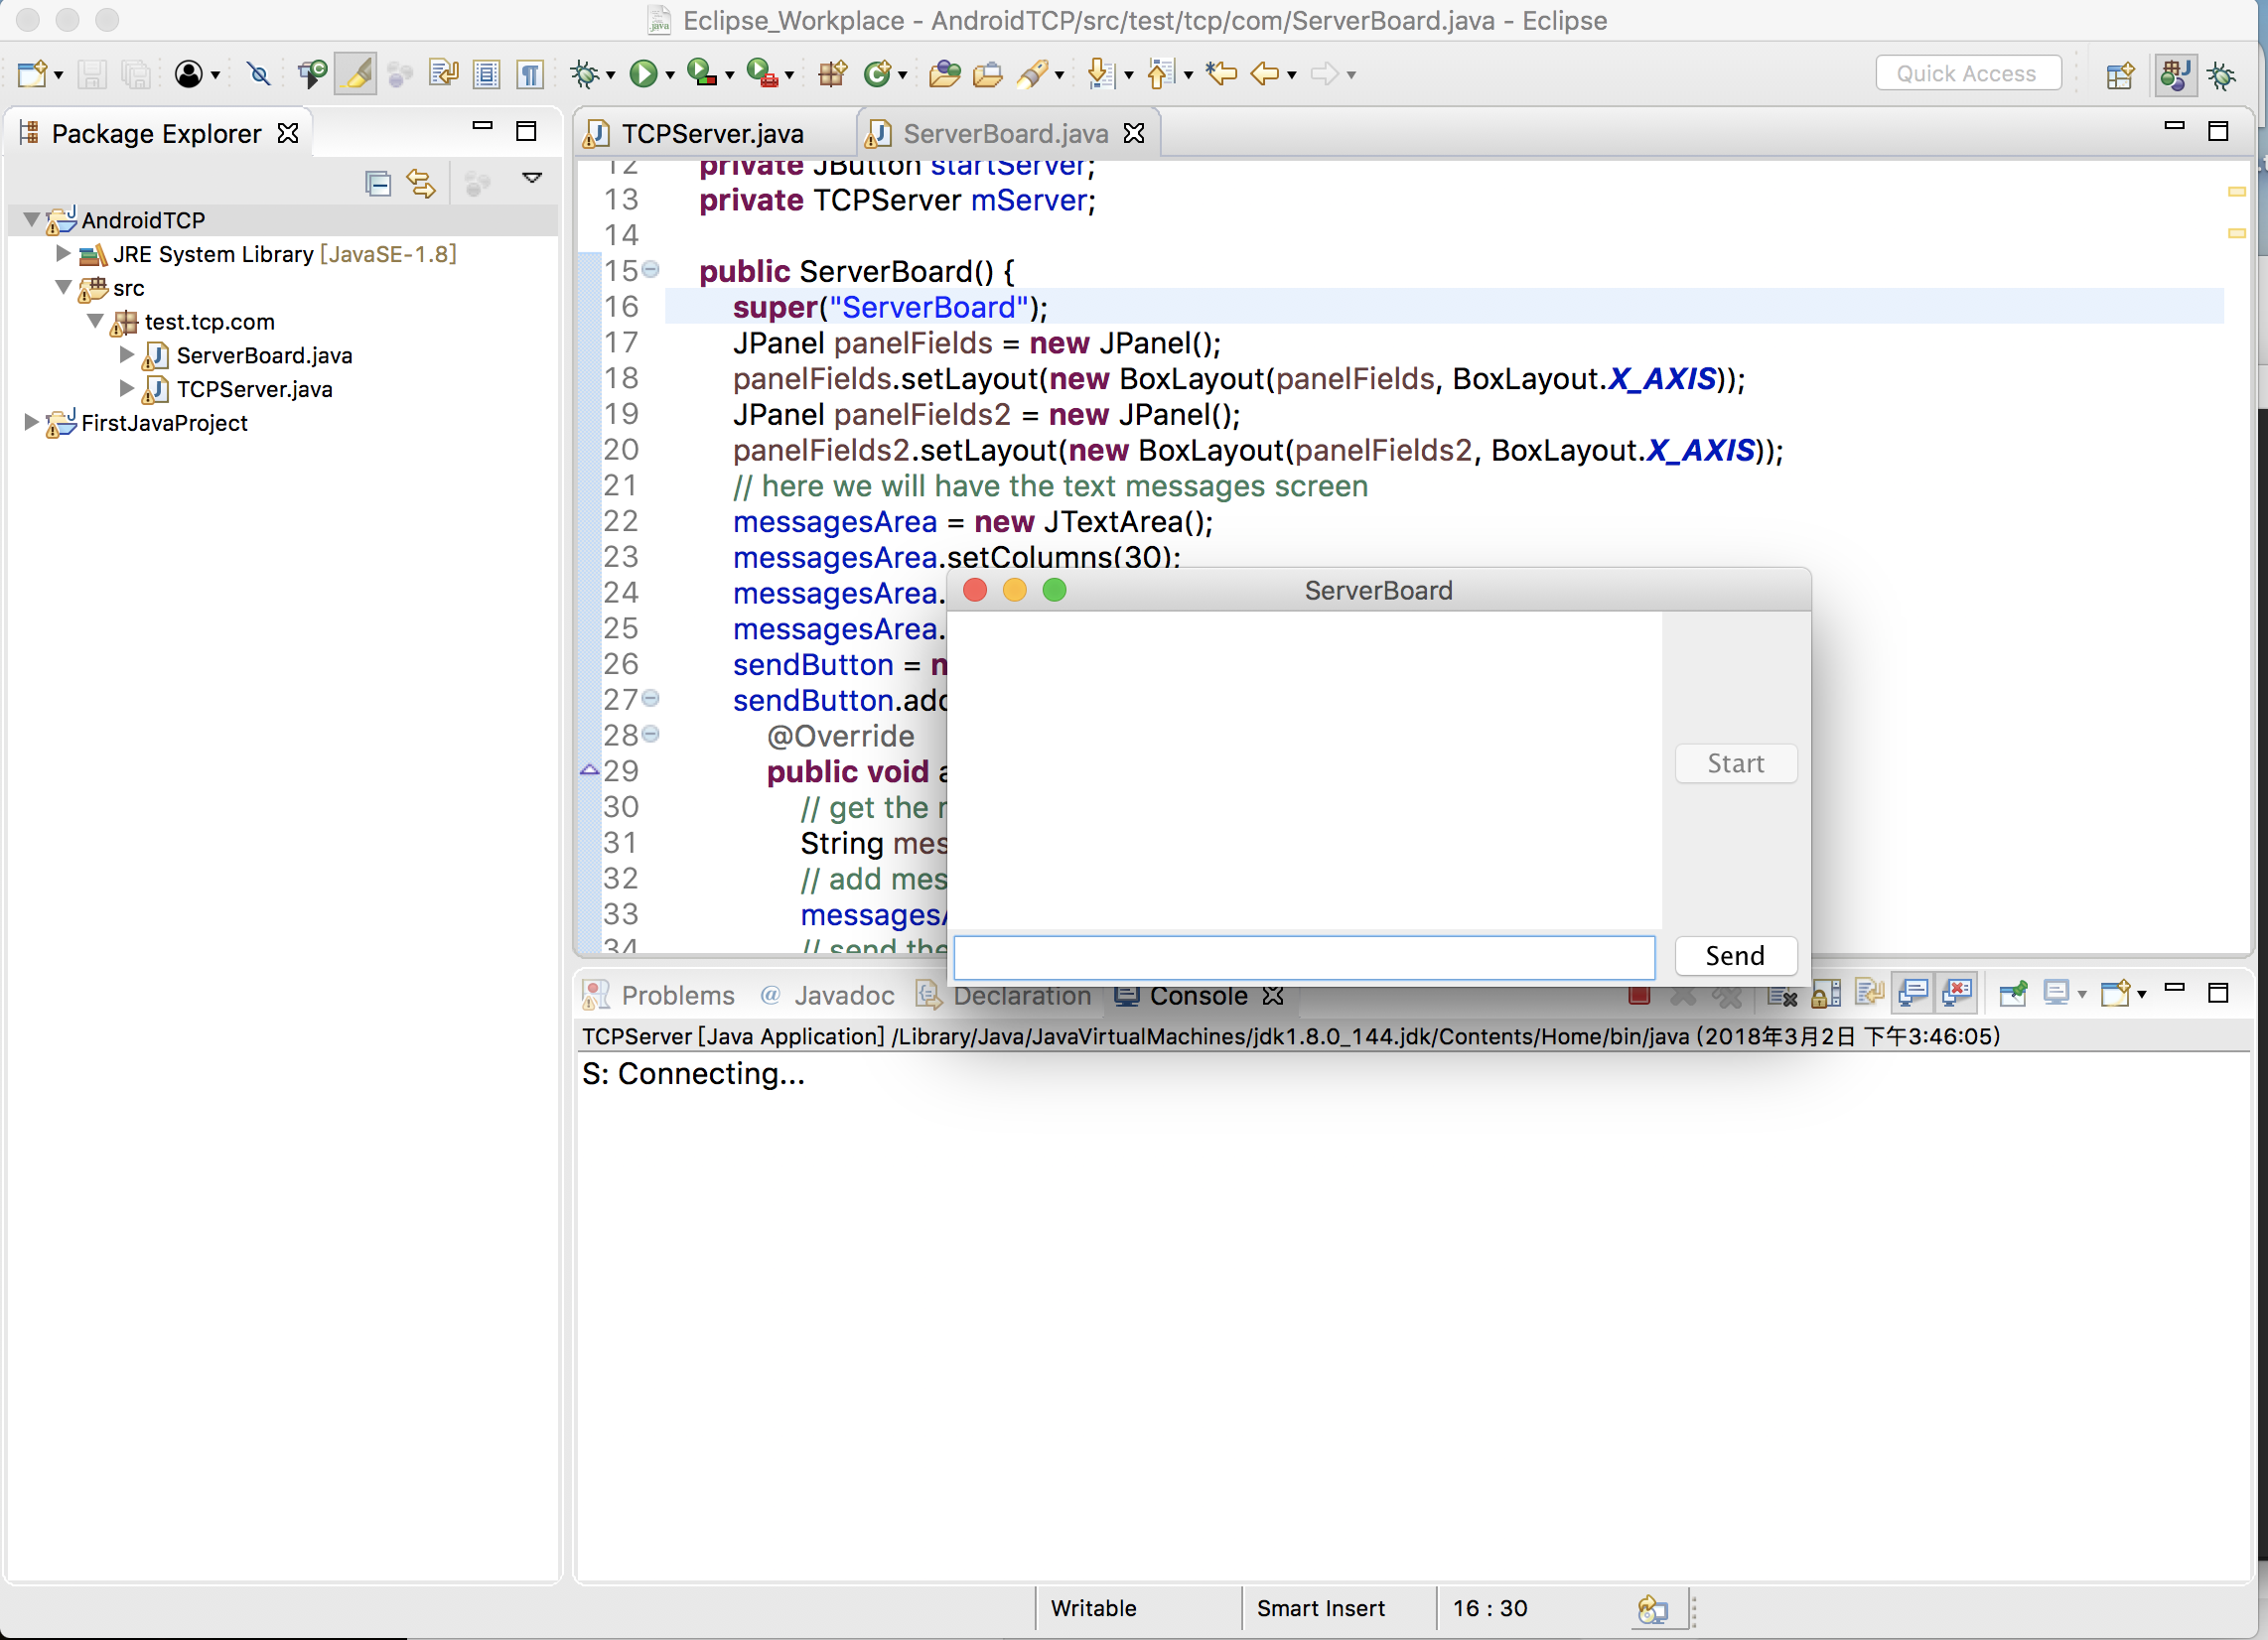 Eclipse_Workplace - AndroidTCP/src/test/tcp/com/ServerBoard.java - Eclipse
Quick Access
Package Explorer
AndroidTCP
JRE System Library [JavaSE-1.8]
src
test.tcp.com
ServerBoard.java
TCPServer.java
FirstJavaProject
TCPServer.java
ServerBoard.java
12 private JButton startServer;
13 private TCPServer mServer;
14
15 public ServerBoard() {
16 super("ServerBoard");
17 JPanel panelFields = new JPanel();
18 panelFields.setLayout(new BoxLayout(panelFields, BoxLayout.X_AXIS));
19 JPanel panelFields2 = new JPanel();
20 panelFields2.setLayout(new BoxLayout(panelFields2, BoxLayout.X_AXIS));
21 // here we will have the text messages screen
22 messagesArea = new JTextArea();
23 messagesArea.setColumns(30);
24 messagesArea.
25 messagesArea.
26 sendButton =
27 sendButton.add
28 @Override
29 public void
30 // get the
31 String mes
32 // add mes
33 messages
34 // send the
ServerBoard
Start
Send
Problems @ Javadoc Declaration Console
TCPServer [Java Application] /Library/Java/JavaVirtualMachines/jdk1.8.0_144.jdk/Contents/Home/bin/java (2018年3月2日 下午3:46:05)
S: Connecting...
Writable Smart Insert 16 : 30